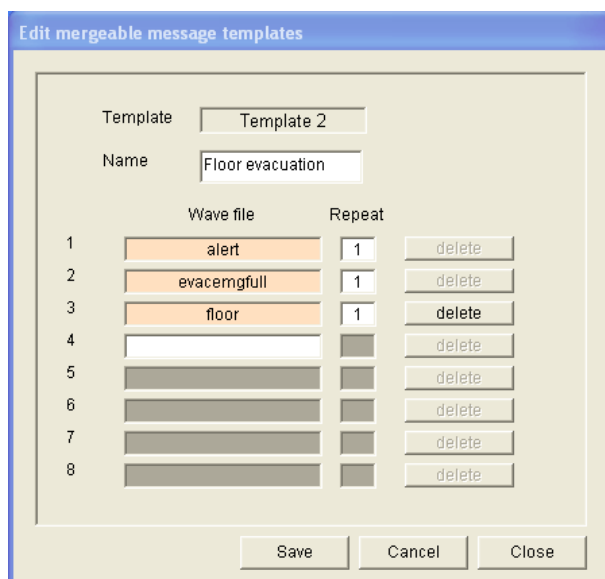 Edit mergeable message templates
Template Template 2
Name Floor evacuation
Wave file Repeat
1 alert 1 delete
2 evacemgfull 1 delete
3 floor 1 delete
4 delete
5 delete
6 delete
7 delete
8 delete
Save Cancel Close